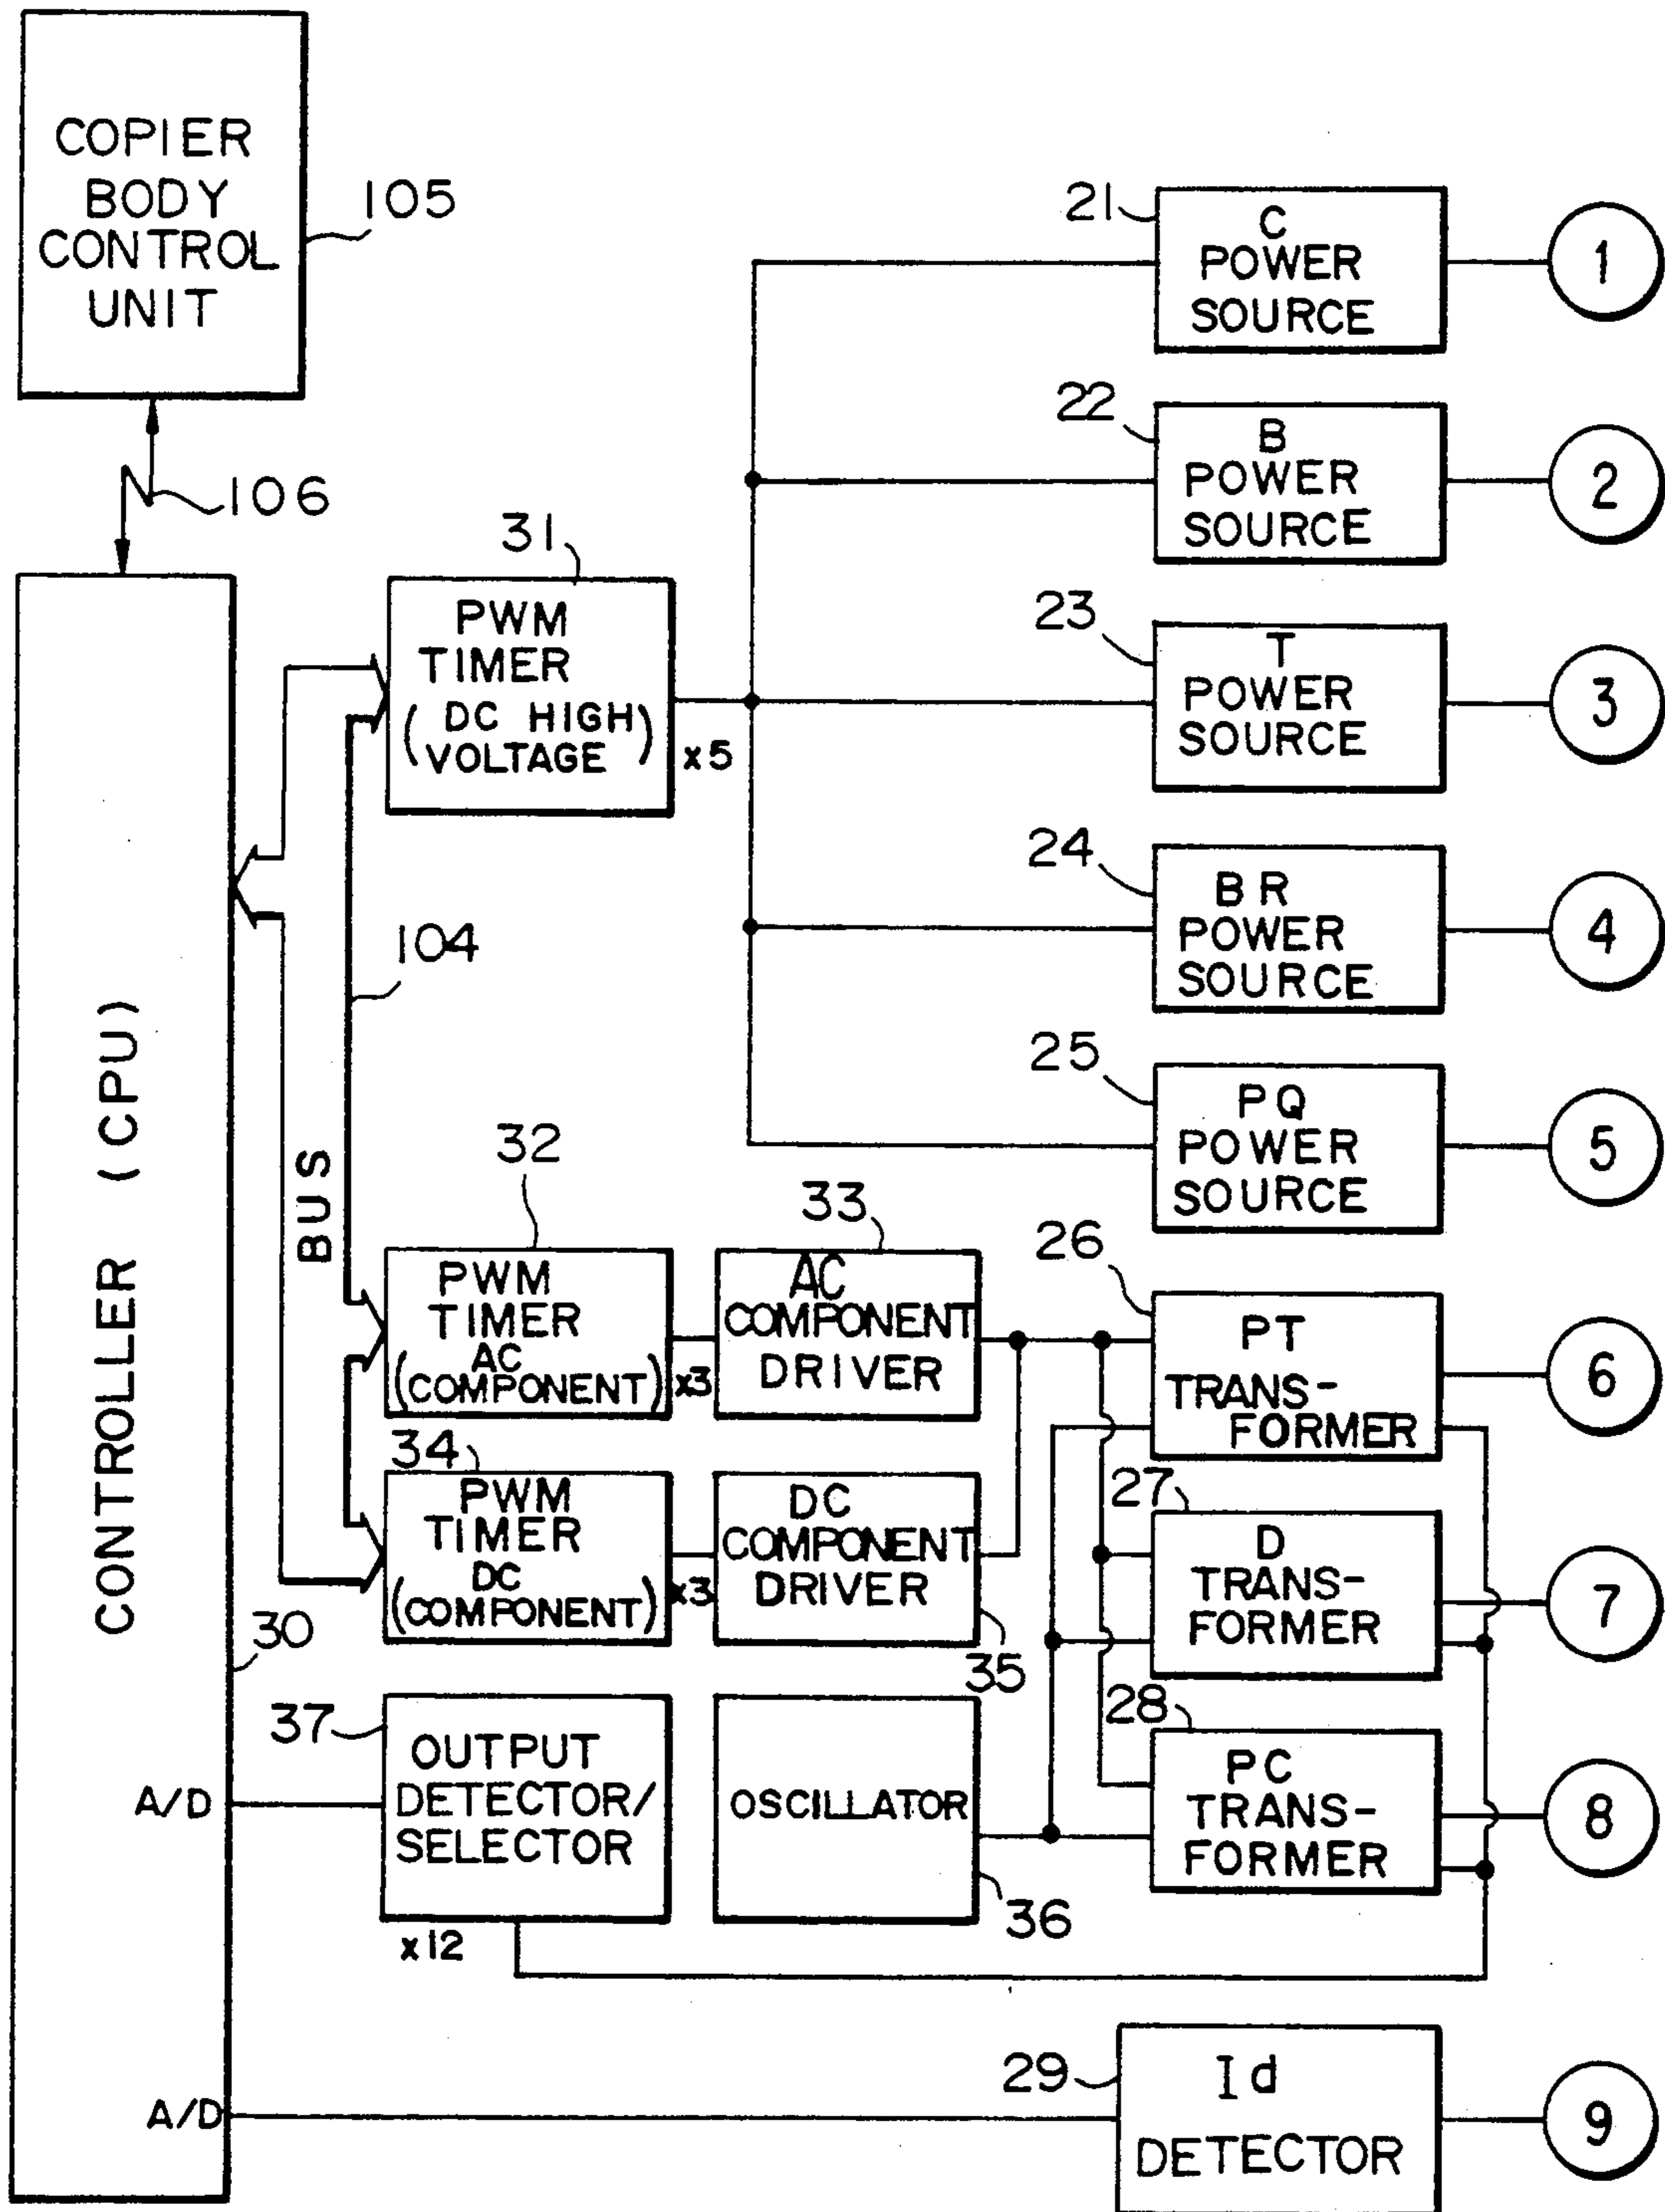 COPIER
BODY
CONTROL
UNIT
105
106
21
C
POWER
SOURCE
1
22
B
POWER
SOURCE
2
31
PWM
TIMER
(DC HIGH
VOLTAGE)
x5
23
T
POWER
SOURCE
3
24
BR
POWER
SOURCE
4
104
25
PQ
POWER
SOURCE
5
CONTROLLER (CPU)
BUS
32
PWM
TIMER
(AC
COMPONENT)
x3
33
AC
COMPONENT
DRIVER
26
PT
TRANS-
FORMER
6
34
PWM
TIMER
(DC
COMPONENT)
x3
DC
COMPONENT
DRIVER
35
27
D
TRANS-
FORMER
7
30
37
OUTPUT
DETECTOR/
SELECTOR
x12
A/D
OSCILLATOR
36
28
PC
TRANS-
FORMER
8
A/D
29
Id
DETECTOR
9